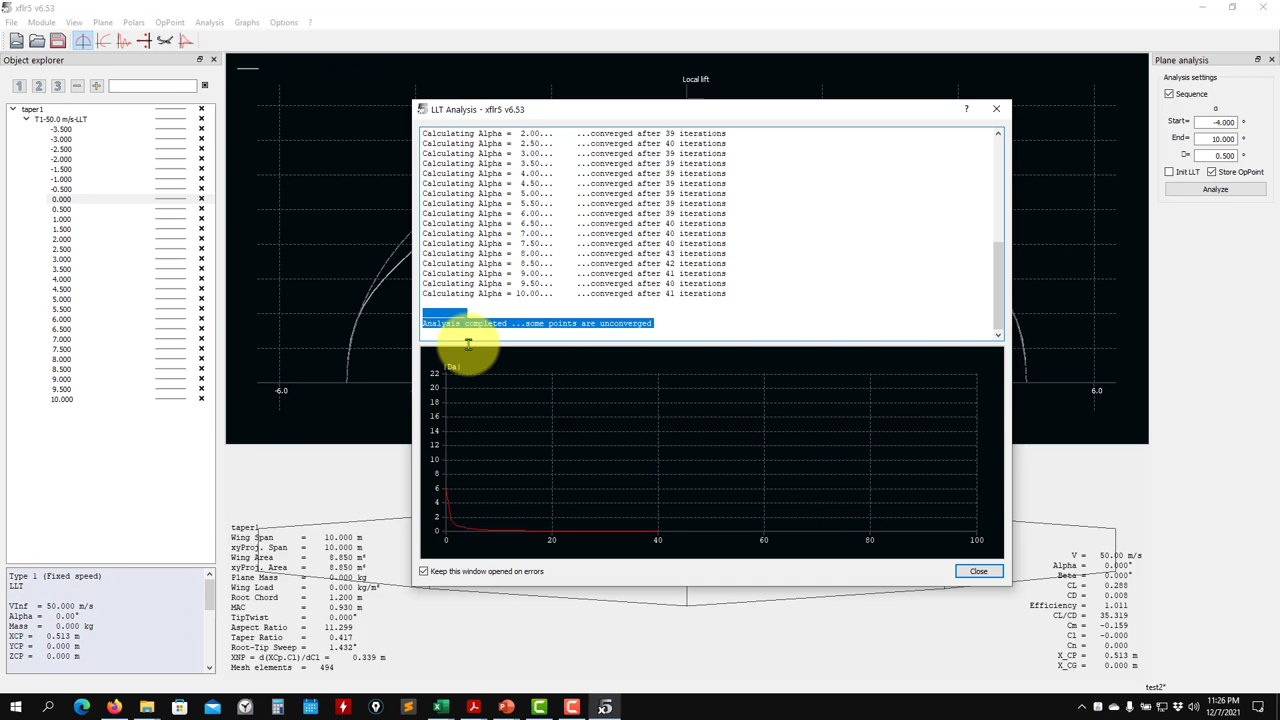 xflr5 v6.53
File Module View Plane Polars OpPoint Analysis Graphs Options ?
Object explorer
1 2 3
taper1
T1-50.0 m/s-LLT
-3.500
-3.000
-2.500
-2.000
-1.500
-1.000
-0.500
0.000
0.500
1.000
1.500
2.000
2.500
3.000
3.500
4.000
4.500
5.000
5.500
6.000
6.500
7.000
7.500
8.000
8.500
9.000
9.500
10.000
Type 1 (Fixed speed)
LLT
VInf = 50.000 m/s
Alpha = 0.00°
Mass = 0.000 kg
XCP = 0.513 m
YCP = 0.000 m
ZCP = 0.000 m
Local lift
-6.0
6.0
LLT Analysis - xflr5 v6.53
?
Calculating Alpha = 2.00... ...converged after 39 iterations
Calculating Alpha = 2.50... ...converged after 40 iterations
Calculating Alpha = 3.00... ...converged after 39 iterations
Calculating Alpha = 3.50... ...converged after 39 iterations
Calculating Alpha = 4.00... ...converged after 39 iterations
Calculating Alpha = 4.50... ...converged after 39 iterations
Calculating Alpha = 5.00... ...converged after 39 iterations
Calculating Alpha = 5.50... ...converged after 39 iterations
Calculating Alpha = 6.00... ...converged after 39 iterations
Calculating Alpha = 6.50... ...converged after 40 iterations
Calculating Alpha = 7.00... ...converged after 40 iterations
Calculating Alpha = 7.50... ...converged after 40 iterations
Calculating Alpha = 8.00... ...converged after 43 iterations
Calculating Alpha = 8.50... ...converged after 42 iterations
Calculating Alpha = 9.00... ...converged after 41 iterations
Calculating Alpha = 9.50... ...converged after 40 iterations
Calculating Alpha = 10.00... ...converged after 41 iterations
Analysis completed ...some points are unconverged
|Da|
22
20
18
16
14
12
10
8
6
4
2
0
0 20 40 60 80 100
Keep this window opened on errors
Close
taper1
Wing Span = 10.000 m
xyProj. Span = 10.000 m
Wing Area = 8.850 m²
xyProj. Area = 8.850 m²
Plane Mass = 0.000 kg
Wing Load = 0.000 kg/m²
Root Chord = 1.200 m
MAC = 0.930 m
TipTwist = 0.000°
Aspect Ratio = 11.299
Taper Ratio = 0.417
Root-Tip Sweep = 1.432°
XNP = d(XCp.Cl)/dCl = 0.339 m
Mesh elements = 494
V = 50.00 m/s
Alpha = 0.000°
Beta = 0.000°
CL = 0.288
CD = 0.008
Efficiency = 1.011
CL/CD = 35.319
Cm = -0.159
Cl = -0.000
Cn = 0.000
X_CP = 0.513 m
X_CG = 0.000 m
Plane analysis
Analysis settings
Sequence
α
Start= -4.000 °
End= 10.000 °
= 0.500 °
Init LLT Store OpPoint
Analyze
test2*
11:26 PM
12/7/2021